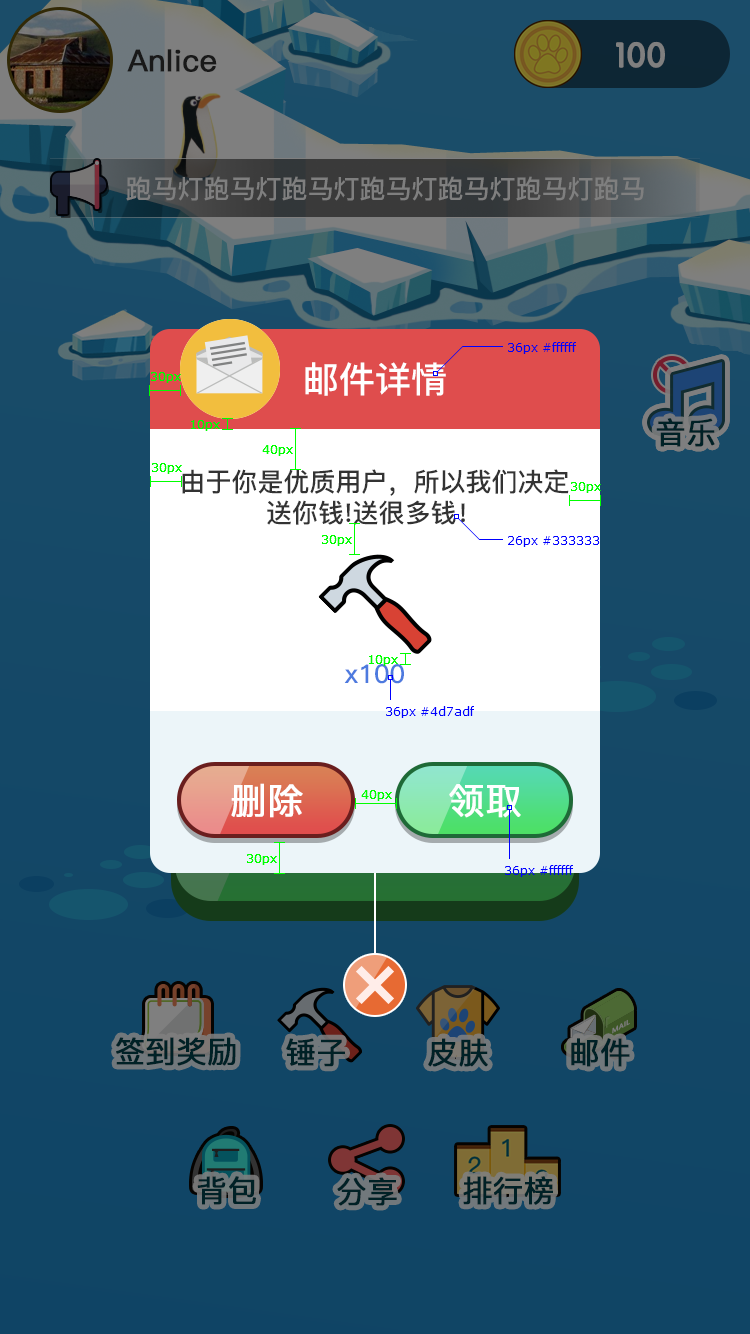 Anlice
100
跑马灯跑马灯跑马灯跑马灯跑马灯跑马灯跑马
邮件详情
36px #ffffff
30px
10px
40px
音乐
30px
由于你是优质用户，所以我们决定
30px
送你钱!送很多钱!
30px
26px #333333
10px
x100
36px #4d7adf
删除
40px
领取
30px
36px #ffffff
签到奖励
锤子
皮肤
MAIL
邮件
背包
分享
1
2
排行榜